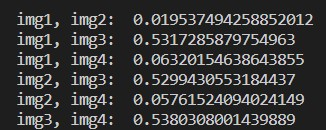 img1, img2:  0.019537494258852012
img1, img3:  0.5317285879754963
img1, img4:  0.06320154638643855
img2, img3:  0.5299430553184437
img2, img4:  0.05761524094024149
img3, img4:  0.5380308001439889